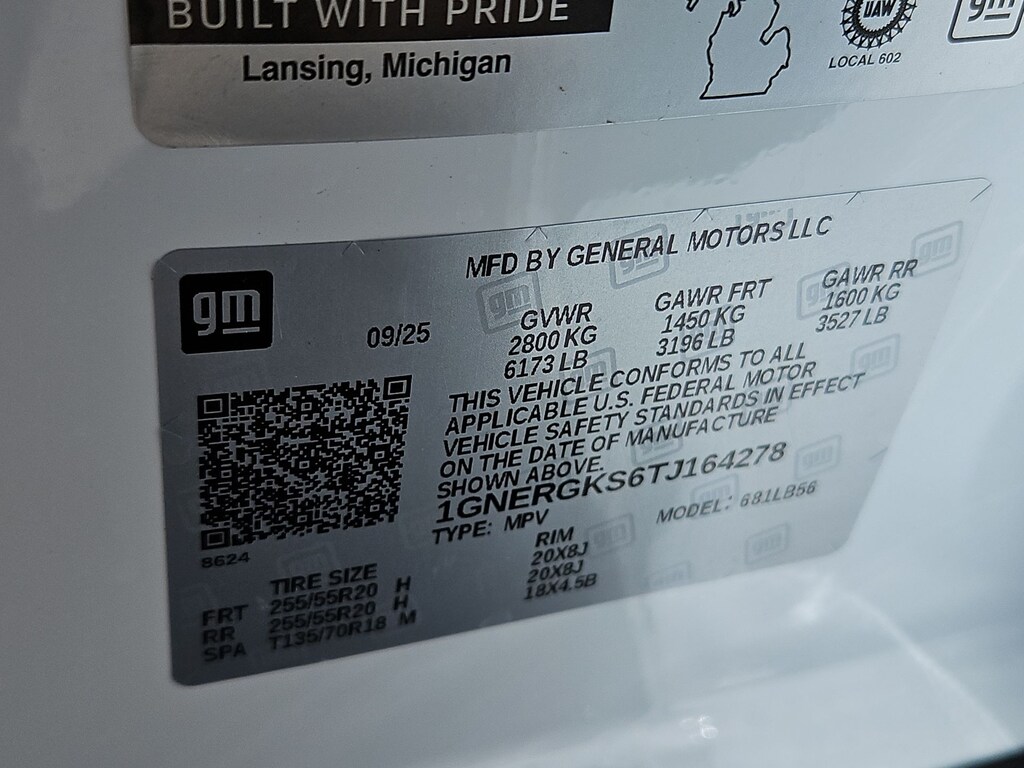 BUILT WITH PRIDE
Lansing, Michigan
UAW
LOCAL 602
gm
MFD BY GENERAL MOTORS LLC
gm
09/25
GVWR GAWR FRT GAWR RR
2800 KG 1450 KG 1600 KG
6173 LB 3196 LB 3527 LB
THIS VEHICLE CONFORMS TO ALL
APPLICABLE U.S. FEDERAL MOTOR
VEHICLE SAFETY STANDARDS IN EFFECT
ON THE DATE OF MANUFACTURE
SHOWN ABOVE.
1GNERGKS6TJ164278
TYPE: MPV MODEL: 681LB56
8624
TIRE SIZE RIM
FRT 255/55R20 H 20X8J
RR 255/55R20 H 20X8J
SPA T135/70R18 M 18X4.5B